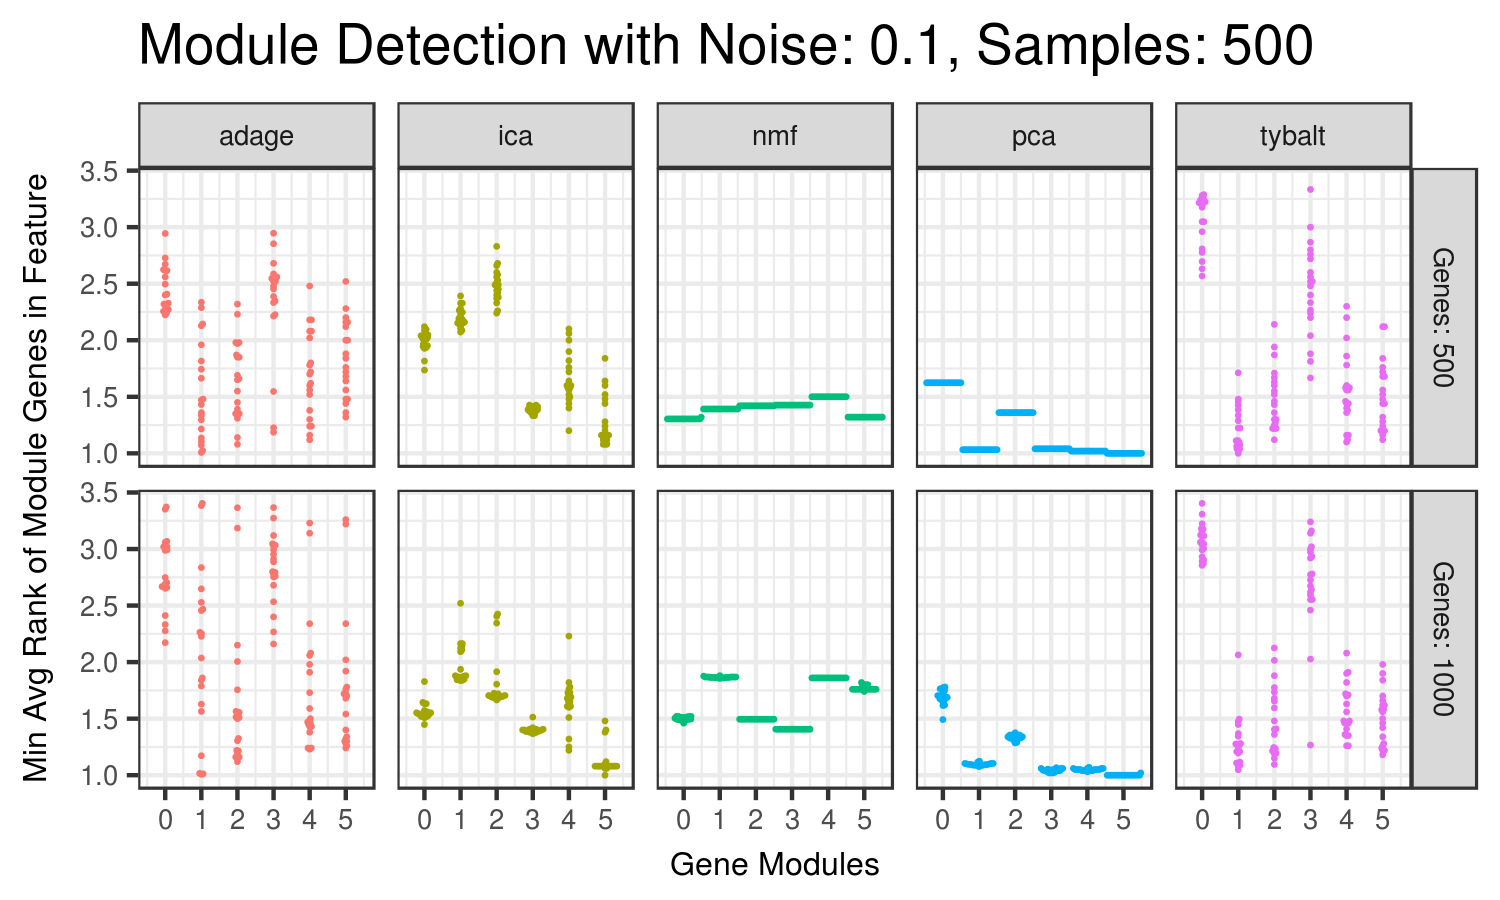 Module Detection with Noise: 0.1, Samples: 500
adage ica nmf pca tybalt
Min Avg Rank of Module Genes in Feature
3.5
3.0
2.5
2.0
1.5
1.0
Genes: 500
3.5
3.0
2.5
2.0
1.5
1.0
Genes: 1000
0 1 2 3 4 5 0 1 2 3 4 5 0 1 2 3 4 5 0 1 2 3 4 5 0 1 2 3 4 5
Gene Modules